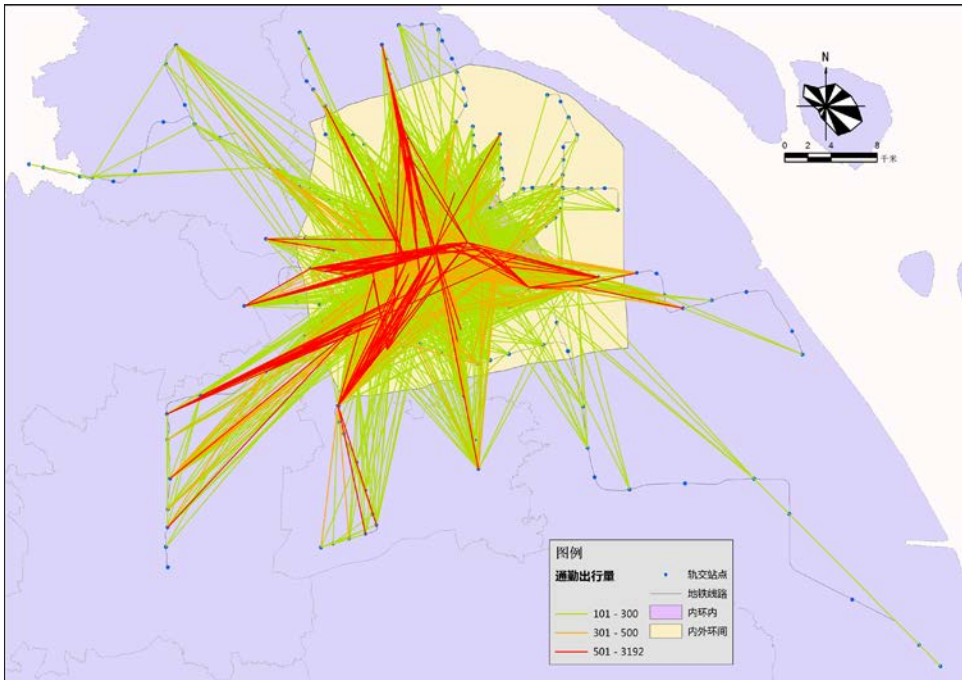 N
0 2 4 8
千米
图例
通勤出行量
101 - 300
301 - 500
501 - 3192
轨交站点
地铁线路
内环内
内外环间